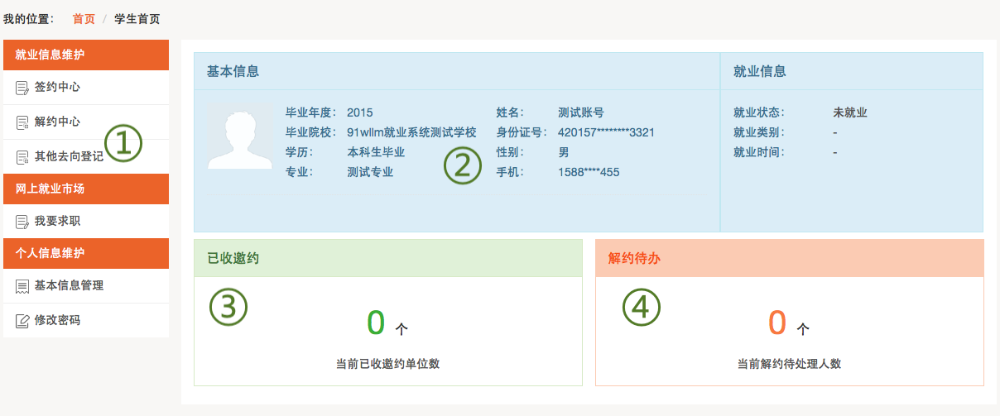 我的位置： 首页 / 学生首页
就业信息维护
签约中心
解约中心
①
其他去向登记
网上就业市场
我要求职
个人信息维护
基本信息管理
修改密码
基本信息
毕业年度： 2015 姓名： 测试账号
毕业院校： 91wllm就业系统测试学校 身份证号： 420157********3321
学历： 本科生毕业 性别： 男
②
专业： 测试专业 手机： 1588****455
就业信息
就业状态： 未就业
就业类别： -
就业时间： -
已收邀约
③
0 个
当前已收邀约单位数
解约待办
④
0 个
当前解约待处理人数